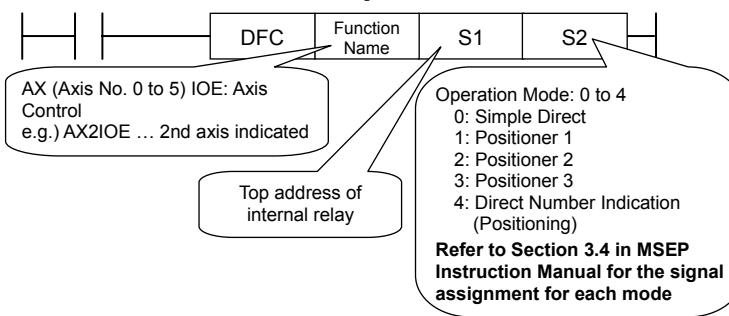 DFC
Function
Name
S1
S2
AX (Axis No. 0 to 5) IOE: Axis
Control
e.g.) AX2IOE … 2nd axis indicated
Top address of
internal relay
Operation Mode: 0 to 4
0: Simple Direct
1: Positioner 1
2: Positioner 2
3: Positioner 3
4: Direct Number Indication
(Positioning)
Refer to Section 3.4 in MSEP
Instruction Manual for the signal
assignment for each mode